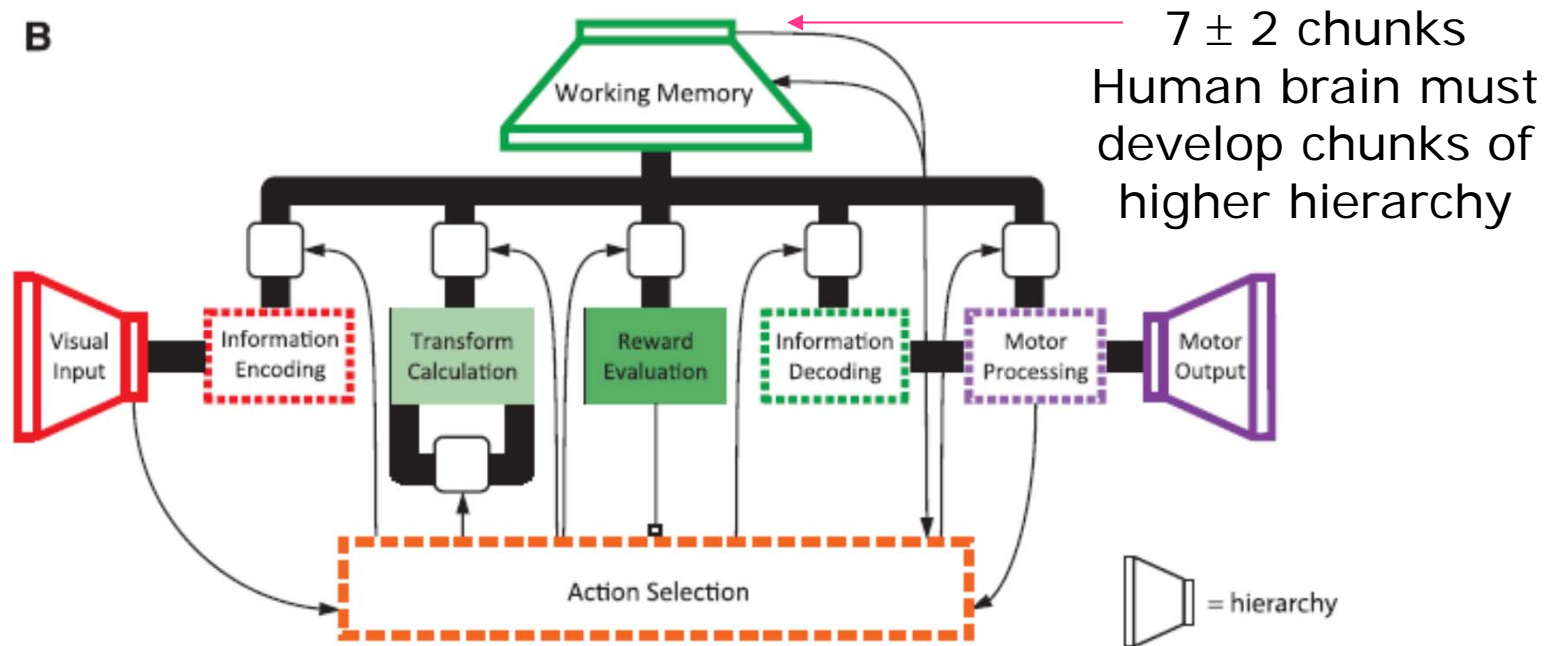 B
7 ± 2 chunks
Human brain must
develop chunks of
higher hierarchy
Working Memory
Visual
Input
Information
Encoding
Transform
Calculation
Reward
Evaluation
Information
Decoding
Motor
Processing
Motor
Output
Action Selection
= hierarchy